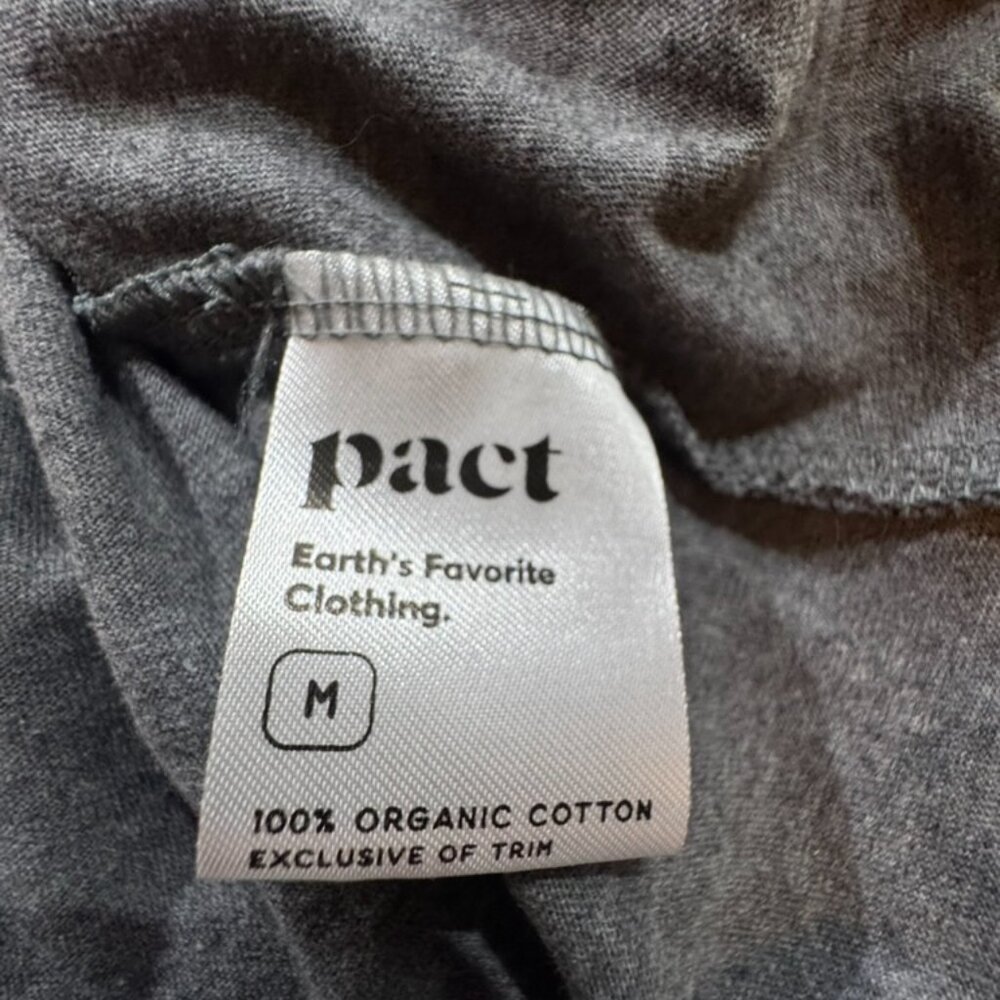 pact
Earth's Favorite
Clothing.
M
100% ORGANIC COTTON
EXCLUSIVE OF TRIM